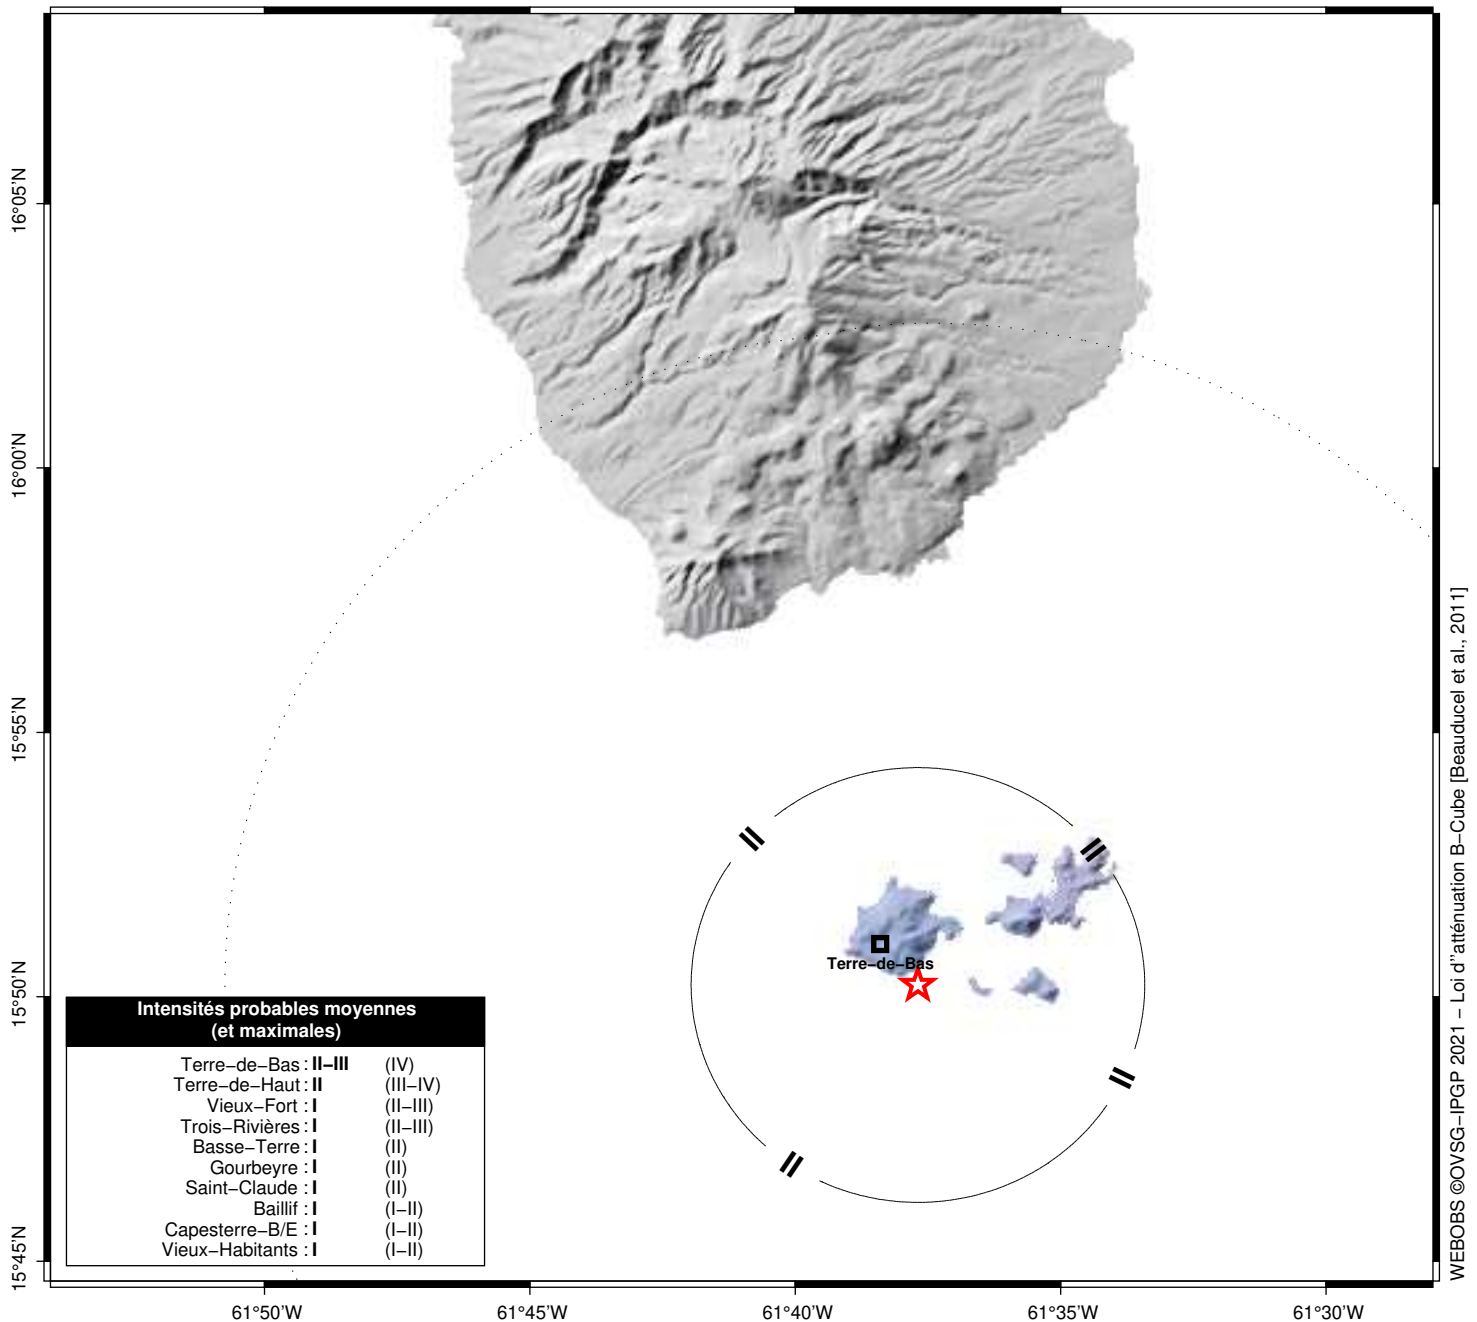 16°05'N
16°00'N
15°55'N
15°50'N
15°45'N
II
II
II
II
Terre−de−Bas
Intensités probables moyennes
(et maximales)
Terre−de−Bas : II−III (IV)
Terre−de−Haut : II (III−IV)
Vieux−Fort : I (II−III)
Trois−Rivières : I (II−III)
Basse−Terre : I (II)
Gourbeyre : I (II)
Saint−Claude : I (II)
Baillif : I (I−II)
Capesterre−B/E : I (I−II)
Vieux−Habitants : I (I−II)
61°50'W
61°45'W
61°40'W
61°35'W
61°30'W
WEBOBS ©OVSG−IPGP 2021 − Loi d''atténuation B−Cube [Beauducel et al., 2011]